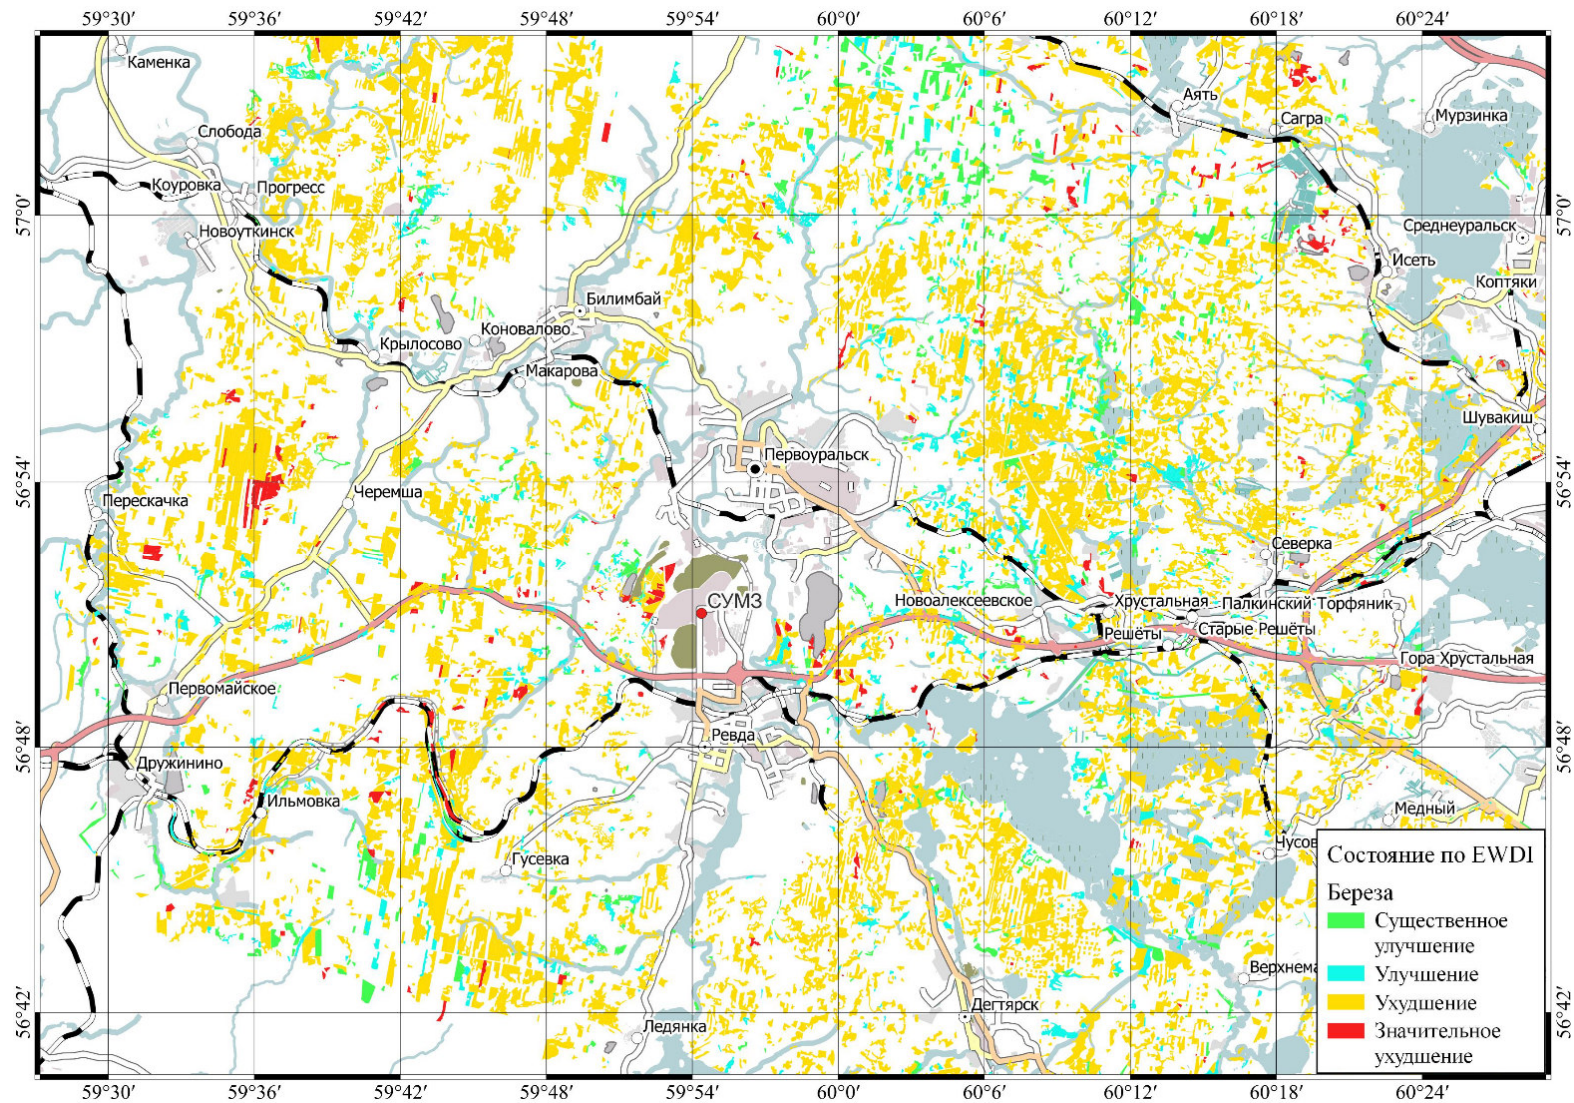 59°30′ 59°36′ 59°42′ 59°48′ 59°54′ 60°0′ 60°6′ 60°12′ 60°18′ 60°24′
Каменка
Аять
Сагра
Мурзинка
Слобода
Коуровка
Прогресс
57°0′
57°0′
Новоуткинск
Среднеуральск
Исеть
Коптяки
Билимбай
Коновалово
Крылосово
Макарова
Шувакиш
Первоуральск
56°54′
56°54′
Перескачка
Черемша
Северка
СУМЗ
Новоалексеевское
Хрустальная
Палкинский Торфяник
Решёты
Старые Решёты
Гора Хрустальная
Первомайское
56°48′
56°48′
Ревда
Дружинино
Ильмовка
Медный
Гусевка
Чусов
Верхнема
56°42′
56°42′
Дегтярск
Ледянка
Состояние по EWDI
Береза
Существенное
улучшение
Улучшение
Ухудшение
Значительное
ухудшение
59°30′ 59°36′ 59°42′ 59°48′ 59°54′ 60°0′ 60°6′ 60°12′ 60°18′ 60°24′